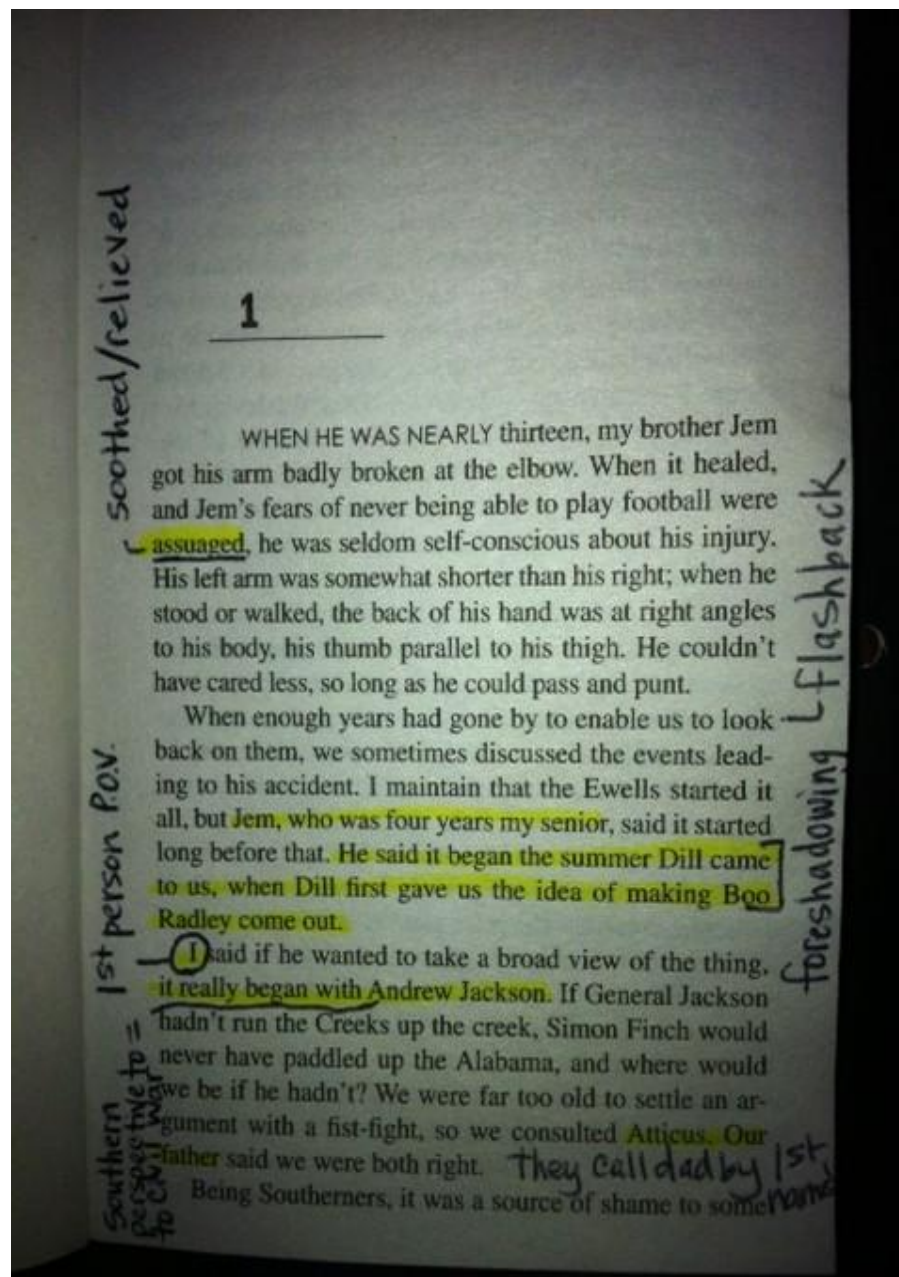 soothed/relieved
1
WHEN HE WAS NEARLY thirteen, my brother Jem
got his arm badly broken at the elbow. When it healed,
and Jem's fears of never being able to play football were
assuaged, he was seldom self-conscious about his injury.
His left arm was somewhat shorter than his right; when he
stood or walked, the back of his hand was at right angles
to his body, his thumb parallel to his thigh. He couldn't
have cared less, so long as he could pass and punt.
When enough years had gone by to enable us to look
back on them, we sometimes discussed the events lead-
ing to his accident. I maintain that the Ewells started it
all, but Jem, who was four years my senior, said it started
long before that. He said it began the summer Dill came
to us, when Dill first gave us the idea of making Boo
Radley come out.
I said if he wanted to take a broad view of the thing,
it really began with Andrew Jackson. If General Jackson
hadn't run the Creeks up the creek, Simon Finch would
never have paddled up the Alabama, and where would
we be if he hadn't? We were far too old to settle an ar-
gument with a fist-fight, so we consulted Atticus. Our
father said we were both right.
They call dad by 1st
name
Being Southerners, it was a source of shame to some
flashback
foreshadowing
1st person P.O.V.
Southern =
perspective to
to Civil War